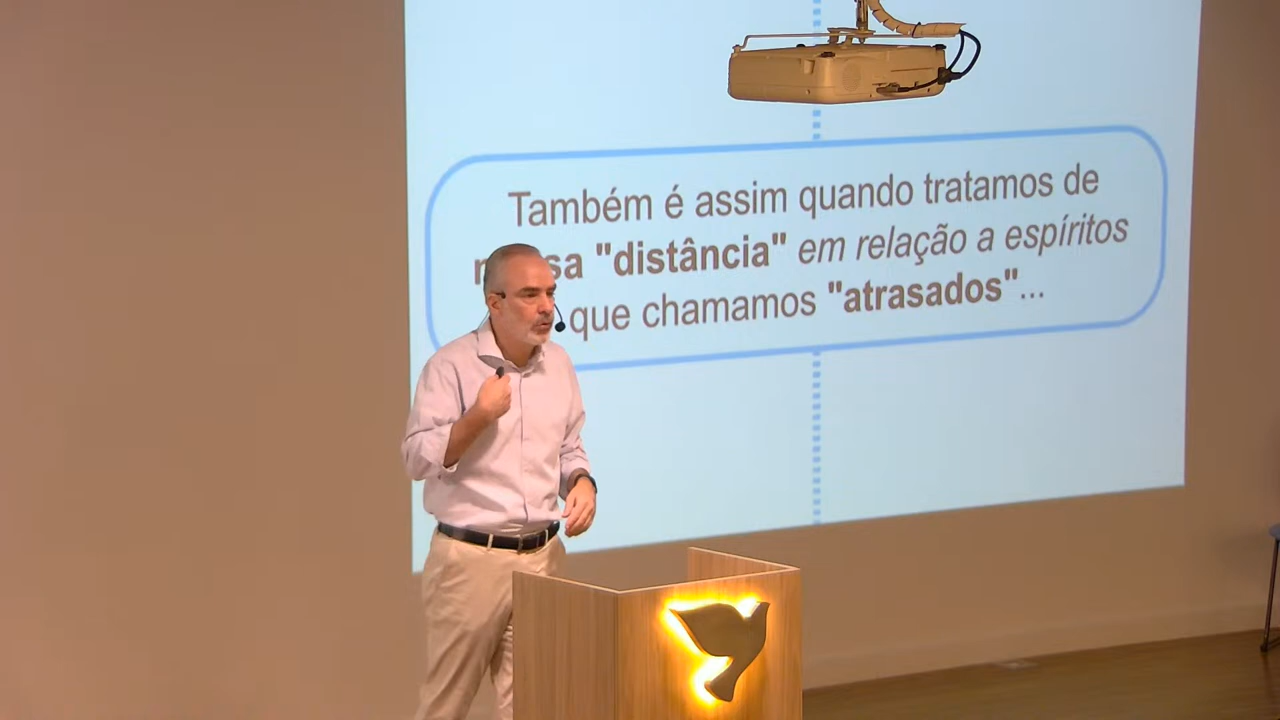 Também é assim quando tratamos de
"distância" em relação a espíritos
que chamamos "atrasados"...